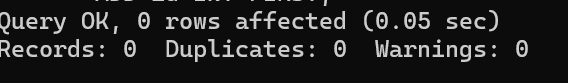 Query OK, 0 rows affected (0.05 sec)
Records: 0  Duplicates: 0  Warnings: 0